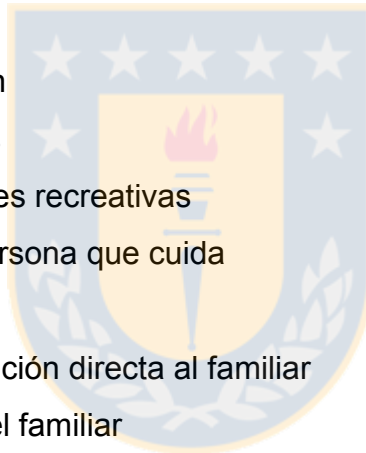 n
es recreativas
rsona que cuida
ción directa al familiar
el familiar